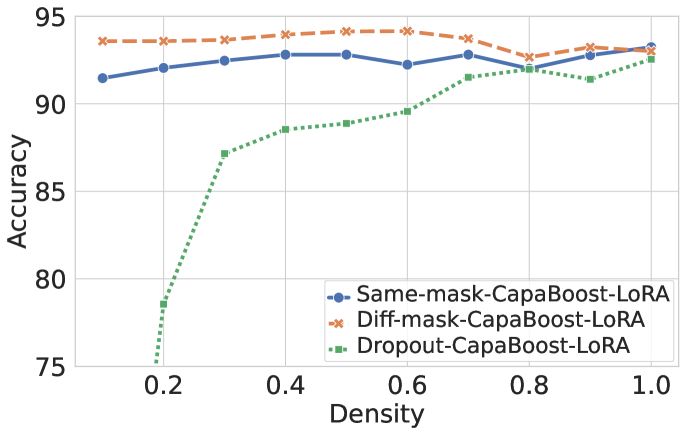 95
90
85
80
75
Accuracy
Same-mask-CapaBoost-LoRA
Diff-mask-CapaBoost-LoRA
Dropout-CapaBoost-LoRA
0.2 0.4 0.6 0.8 1.0
Density